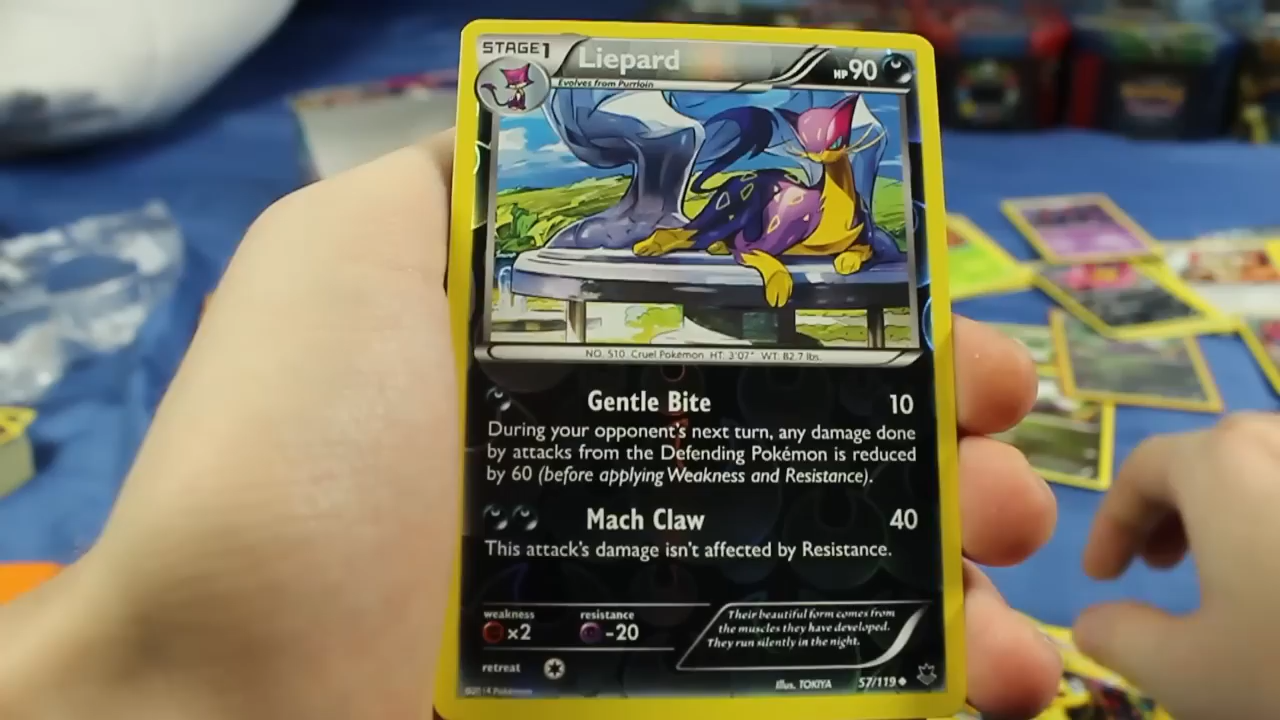 STAGE1
Liepard
HP90
Evolves from Purrloin
NO. 510 Cruel Pokémon HT: 3'07" WT: 82.7 lbs.
Gentle Bite 10
During your opponent's next turn, any damage done
by attacks from the Defending Pokémon is reduced
by 60 (before applying Weakness and Resistance).
Mach Claw 40
This attack's damage isn't affected by Resistance.
weakness resistance
×2 -20
Their beautiful form comes from
the muscles they have developed.
They run silently in the night.
retreat
Illus. TOKIYA 57/119
©2014 Pokémon